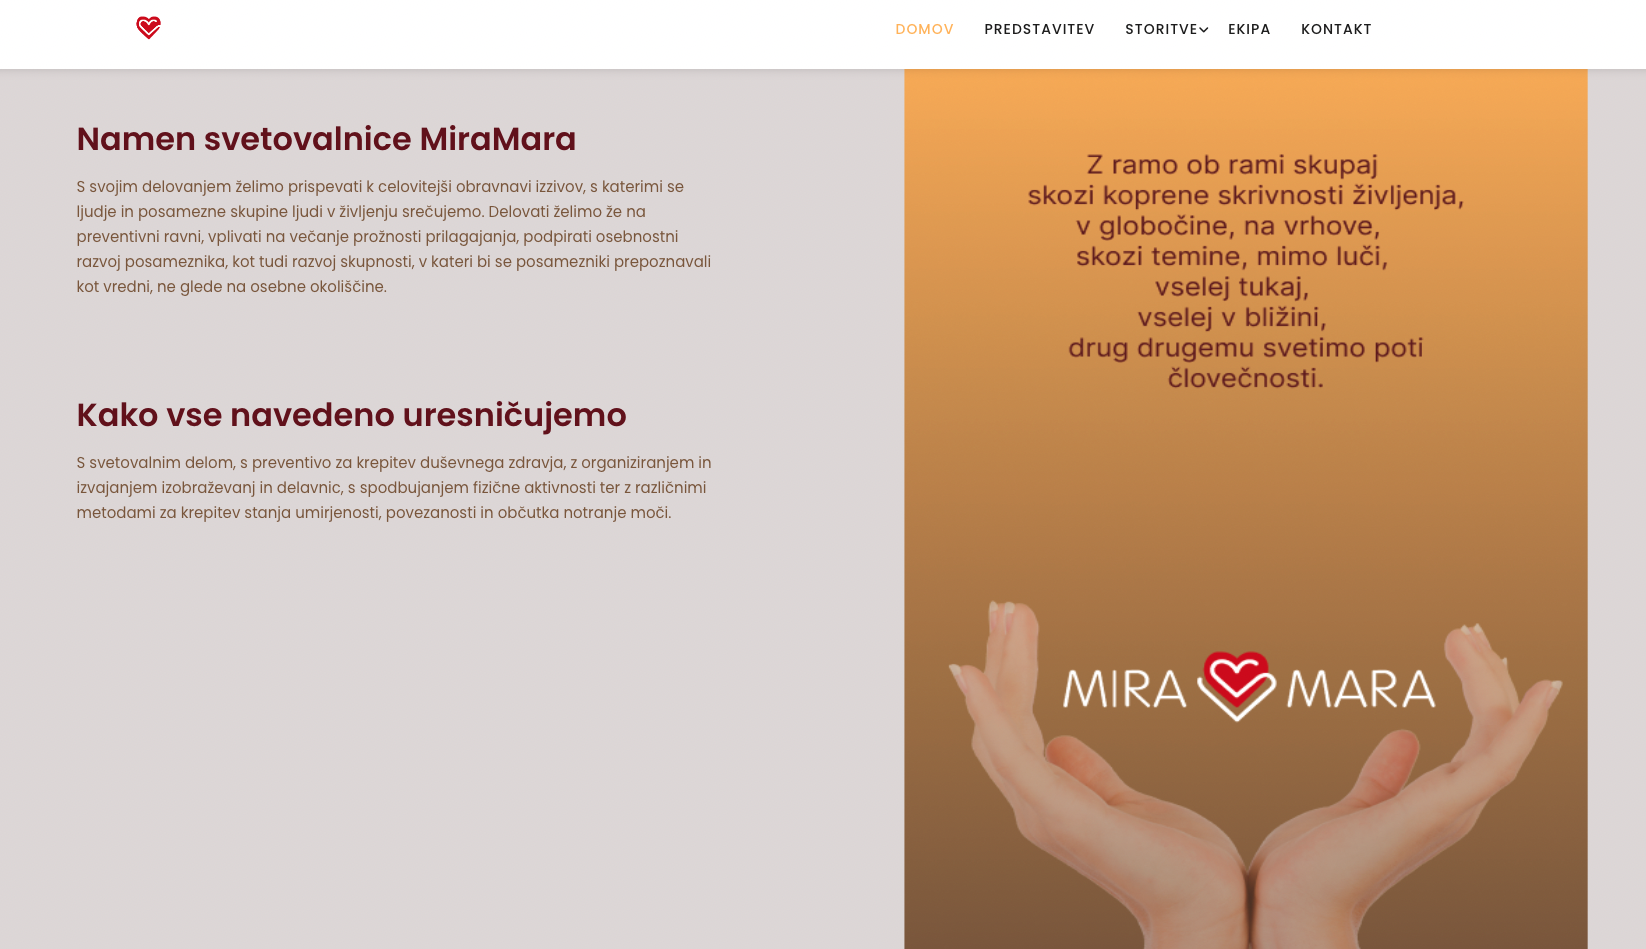 DOMOV PREDSTAVITEV STORITVE EKIPA KONTAKT
Namen svetovalnice MiraMara
S svojim delovanjem želimo prispevati k celovitejši obravnavi izzivov, s katerimi se
ljudje in posamezne skupine ljudi v življenju srečujemo. Delovati želimo že na
preventivni ravni, vplivati na večanje prožnosti prilagajanja, podpirati osebnostni
razvoj posameznika, kot tudi razvoj skupnosti, v kateri bi se posamezniki prepoznavali
kot vredni, ne glede na osebne okoliščine.
Kako vse navedeno uresničujemo
S svetovalnim delom, s preventivo za krepitev duševnega zdravja, z organiziranjem in
izvajanjem izobraževanj in delavnic, s spodbujanjem fizične aktivnosti ter z različnimi
metodami za krepitev stanja umirjenosti, povezanosti in občutka notranje moči.
Z ramo ob rami skupaj
skozi koprene skrivnosti življenja,
v globočine, na vrhove,
skozi temine, mimo luči,
vselej tukaj,
vselej v bližini,
drug drugemu svetimo poti
človečnosti.
MIRA MARA